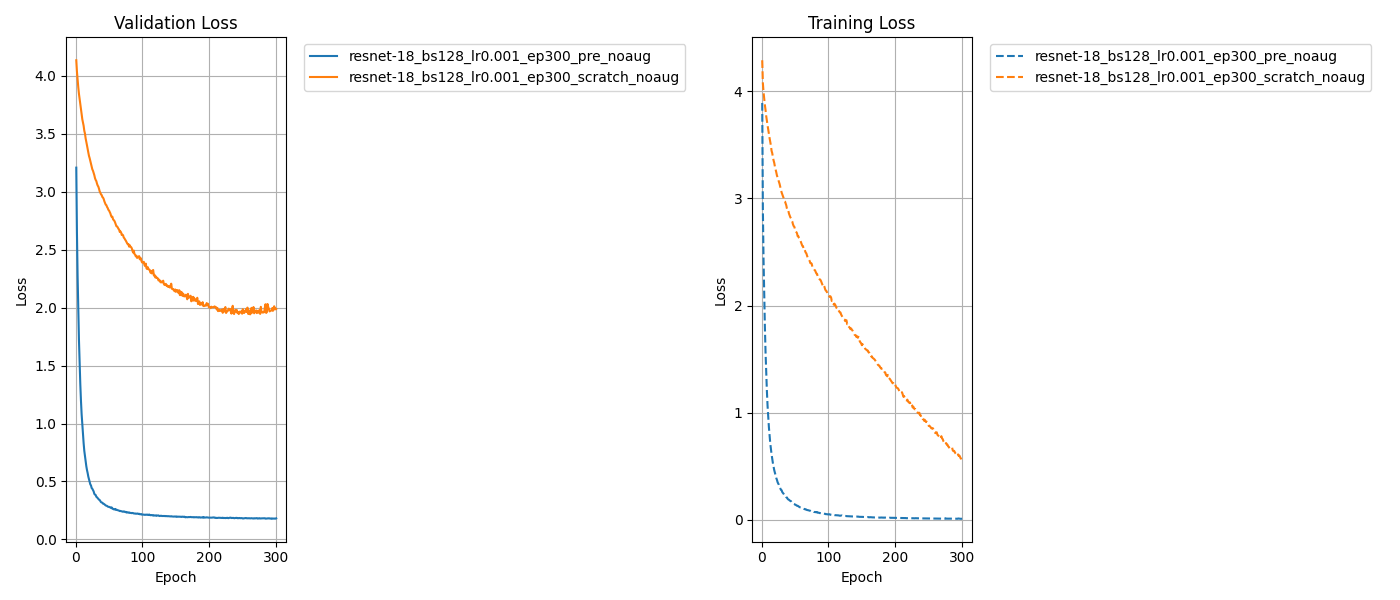 Validation Loss
4.0
3.5
3.0
2.5
2.0
1.5
1.0
0.5
0.0
Loss
0 100 200 300
Epoch
resnet-18_bs128_lr0.001_ep300_pre_noaug
resnet-18_bs128_lr0.001_ep300_scratch_noaug
Training Loss
4
3
2
1
0
Loss
0 100 200 300
Epoch
resnet-18_bs128_lr0.001_ep300_pre_noaug
resnet-18_bs128_lr0.001_ep300_scratch_noaug